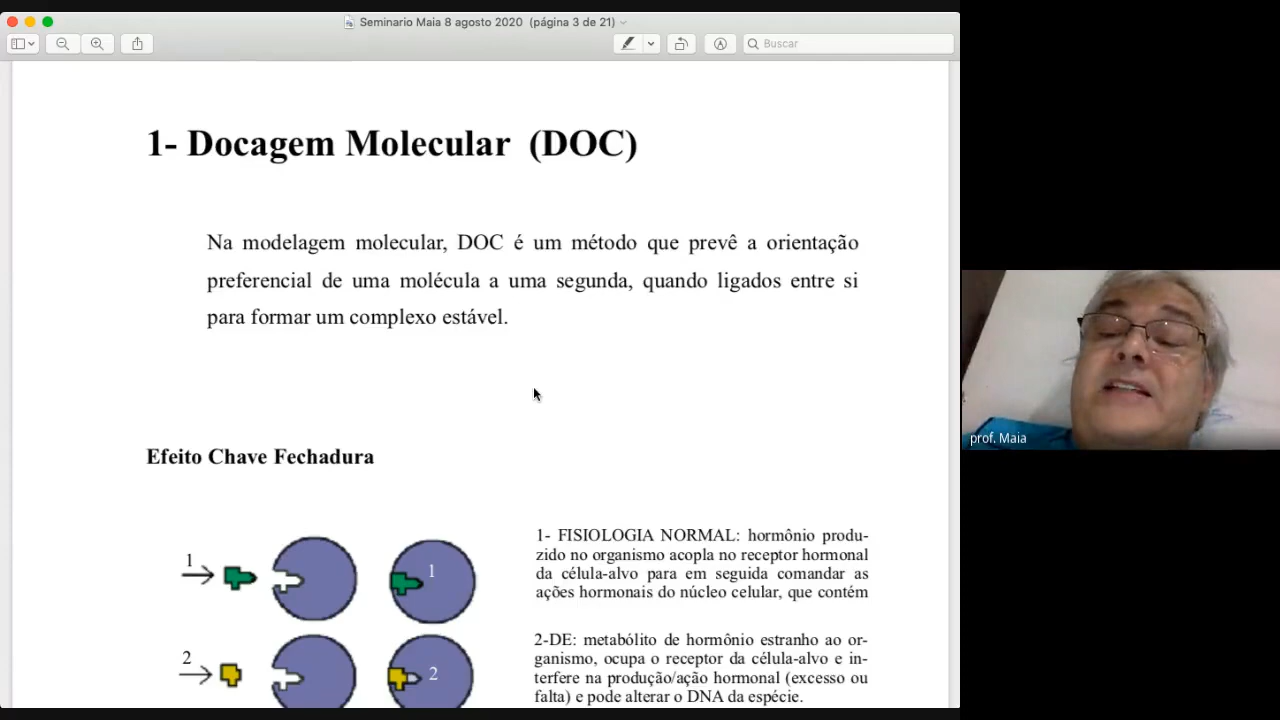 Seminario Maia 8 agosto 2020 (página 3 de 21)
Buscar
1- Docagem Molecular (DOC)
Na modelagem molecular, DOC é um método que prevê a orientação
preferencial de uma molécula a uma segunda, quando ligados entre si
para formar um complexo estável.
Efeito Chave Fechadura
1
1
1- FISIOLOGIA NORMAL: hormônio produ-
zido no organismo acopla no receptor hormonal
da célula-alvo para em seguida comandar as
ações hormonais do núcleo celular, que contém
2
2
2-DE: metabólito de hormônio estranho ao or-
ganismo, ocupa o receptor da célula-alvo e in-
terfere na produção/ação hormonal (excesso ou
falta) e pode alterar o DNA da espécie.
prof. Maia